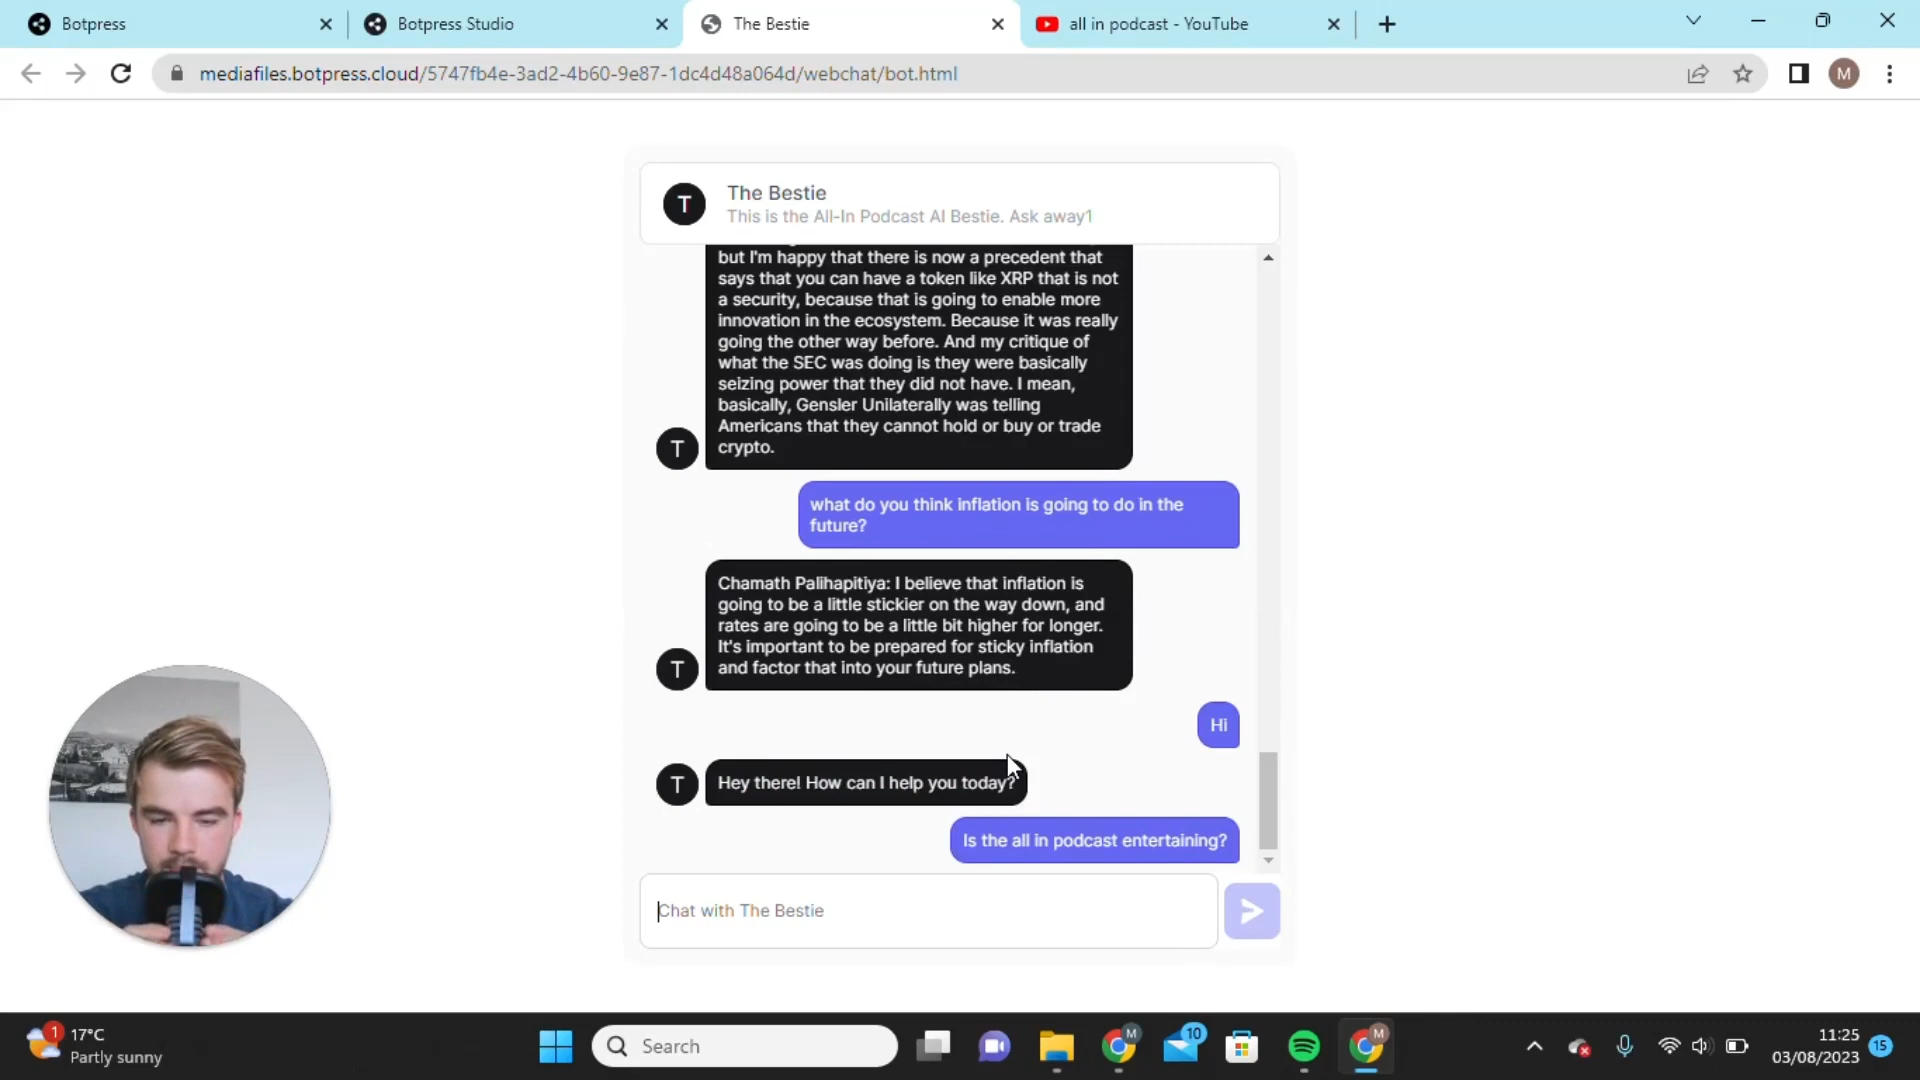 Botpress
Botpress Studio
The Bestie
all in podcast - YouTube
mediafiles.botpress.cloud/5747fb4e-3ad2-4b60-9e87-1dc4d48a064d/webchat/bot.html
M
T
The Bestie
This is the All-In Podcast AI Bestie. Ask away1
but I'm happy that there is now a precedent that
says that you can have a token like XRP that is not
a security, because that is going to enable more
innovation in the ecosystem. Because it was really
going the other way before. And my critique of
what the SEC was doing is they were basically
seizing power that they did not have. I mean,
basically, Gensler Unilaterally was telling
Americans that they cannot hold or buy or trade
crypto.
T
what do you think inflation is going to do in the
future?
Chamath Palihapitiya: I believe that inflation is
going to be a little stickier on the way down, and
rates are going to be a little bit higher for longer.
It's important to be prepared for sticky inflation
and factor that into your future plans.
T
Hi
Hey there! How can I help you today?
T
Is the all in podcast entertaining?
Chat with The Bestie
1
17°C
Partly sunny
Search
M
10
M
11:25
03/08/2023
15